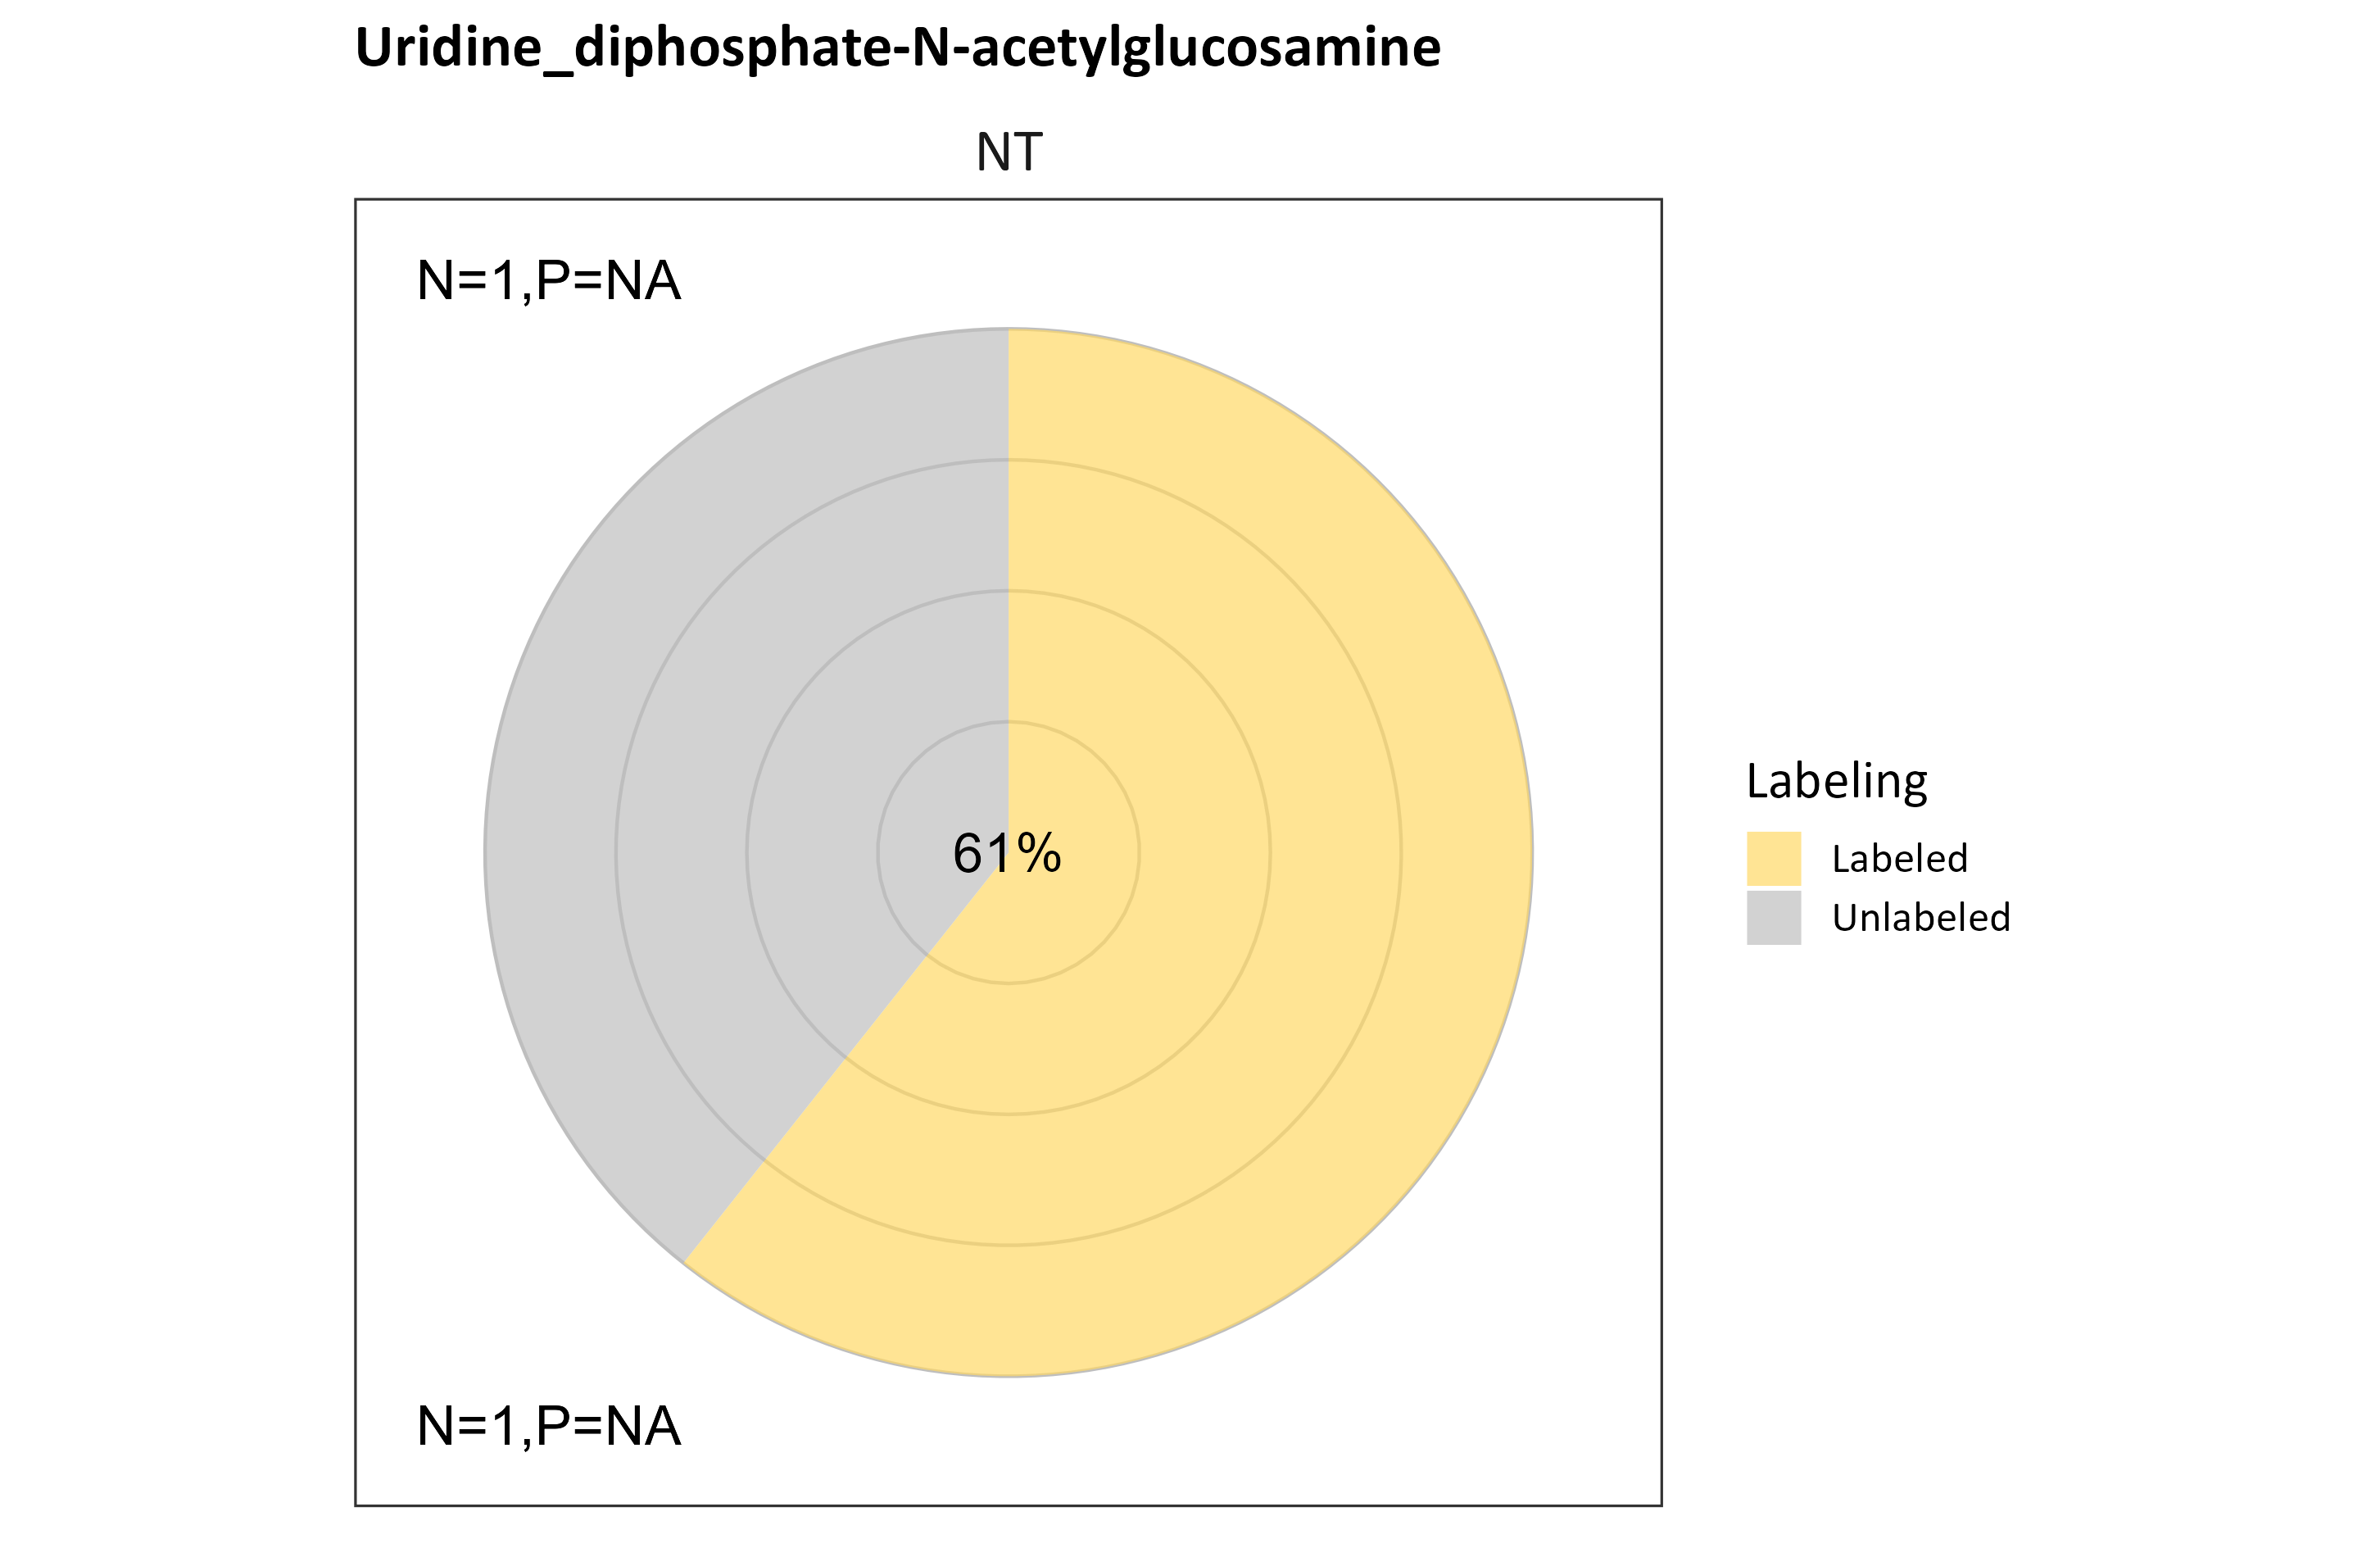 Uridine_diphosphate-N-acetylglucosamine
NT
N=1,P=NA
61%
Labeling
Labeled
Unlabeled
N=1,P=NA